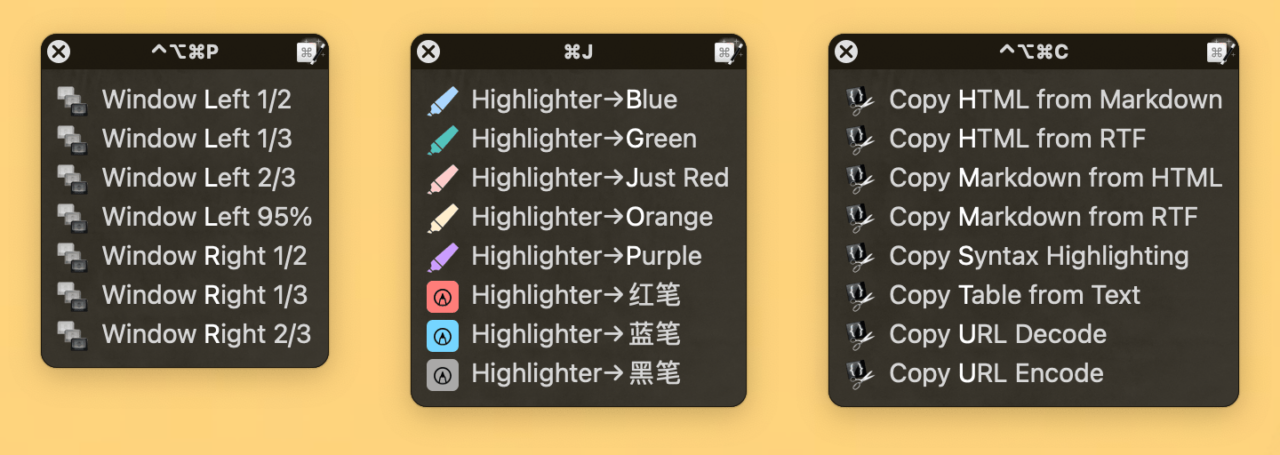 ^⌥⌘P
Window Left 1/2
Window Left 1/3
Window Left 2/3
Window Left 95%
Window Right 1/2
Window Right 1/3
Window Right 2/3
⌘J
Highlighter→Blue
Highlighter→Green
Highlighter→Just Red
Highlighter→Orange
Highlighter→Purple
Highlighter→红笔
Highlighter→蓝笔
Highlighter→黑笔
^⌥⌘C
Copy HTML from Markdown
Copy HTML from RTF
Copy Markdown from HTML
Copy Markdown from RTF
Copy Syntax Highlighting
Copy Table from Text
Copy URL Decode
Copy URL Encode